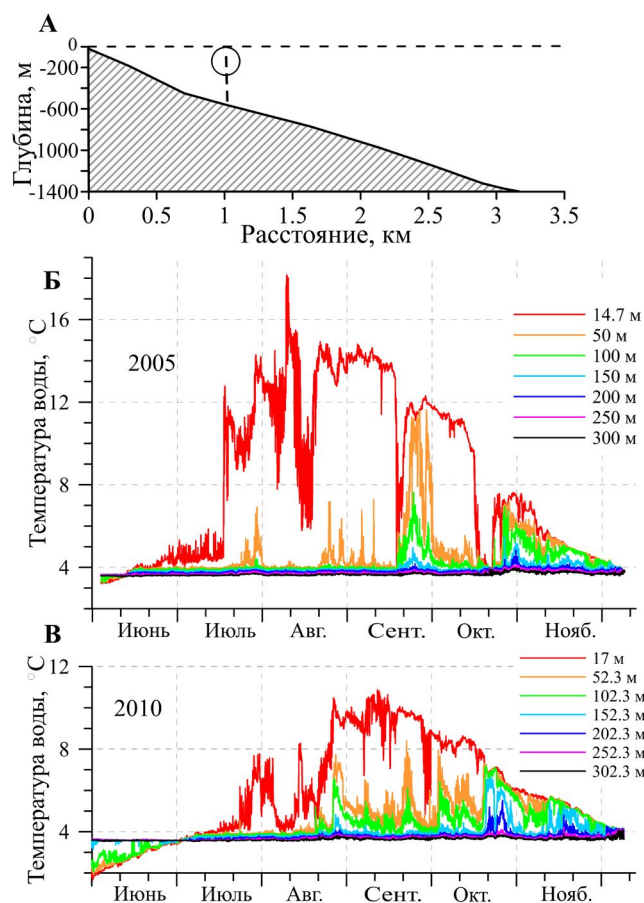 А
Глубина, м
0
-200
-600
-1000
-1400
0 0.5 1 1.5 2 2.5 3 3.5
Расстояние, км
Б
Температура воды, °C
16
12
8
4
2005
14.7 м
50 м
100 м
150 м
200 м
250 м
300 м
Июнь Июль Авг. Сент. Окт. Нояб.
В
Температура воды, °C
12
8
4
2010
17 м
52.3 м
102.3 м
152.3 м
202.3 м
252.3 м
302.3 м
Июнь Июль Авг. Сент. Окт. Нояб.